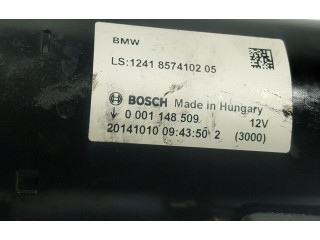 BMW
LS:1241 8574102 05
BOSCH Made in Hungary
0 001 148 509 12V
20141010 09:43:50 2 (3000)